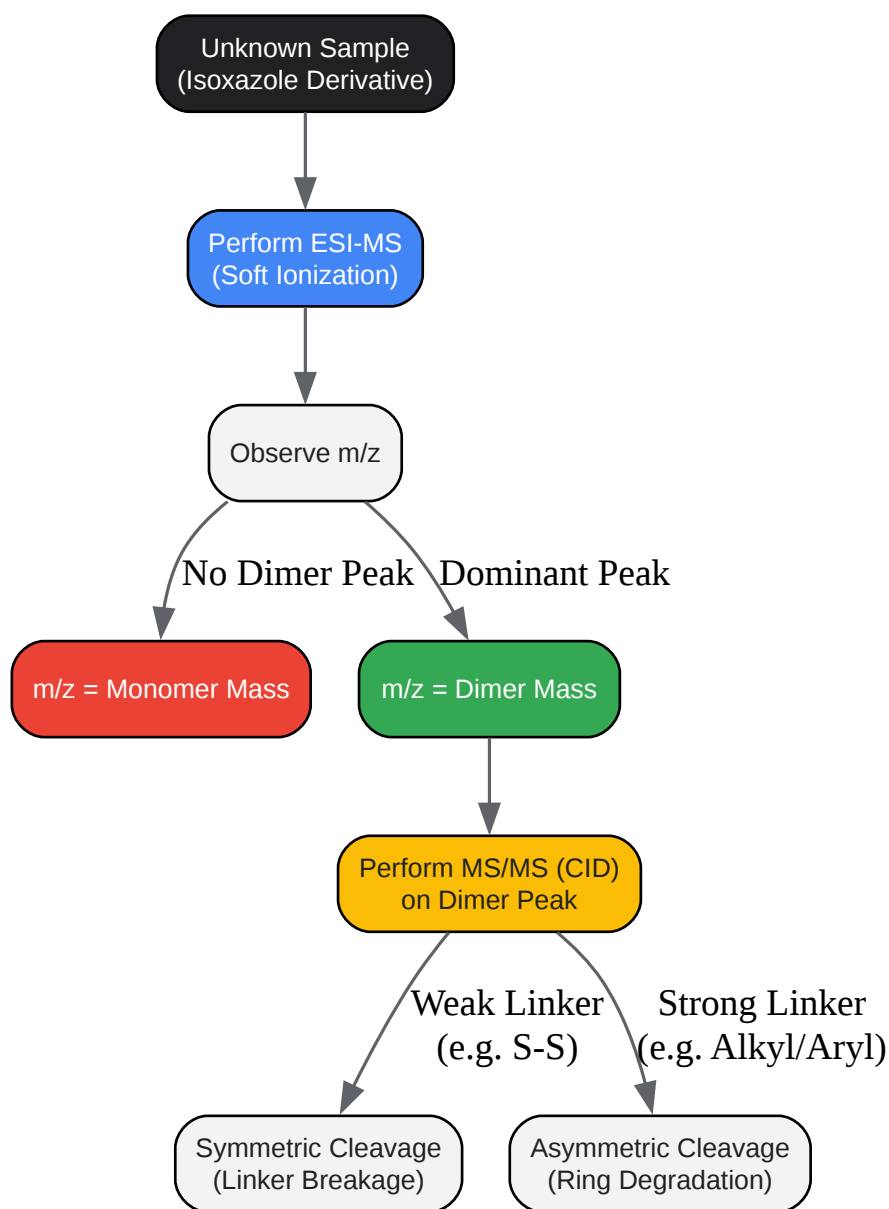 Unknown Sample
(Isoxazole Derivative)
Perform ESI-MS
(Soft Ionization)
Observe m/z
No Dimer Peak
Dominant Peak
m/z = Monomer Mass
m/z = Dimer Mass
Perform MS/MS (CID)
on Dimer Peak
Weak Linker
(e.g. S-S)
Strong Linker
(e.g. Alkyl/Aryl)
Symmetric Cleavage
(Linker Breakage)
Asymmetric Cleavage
(Ring Degradation)